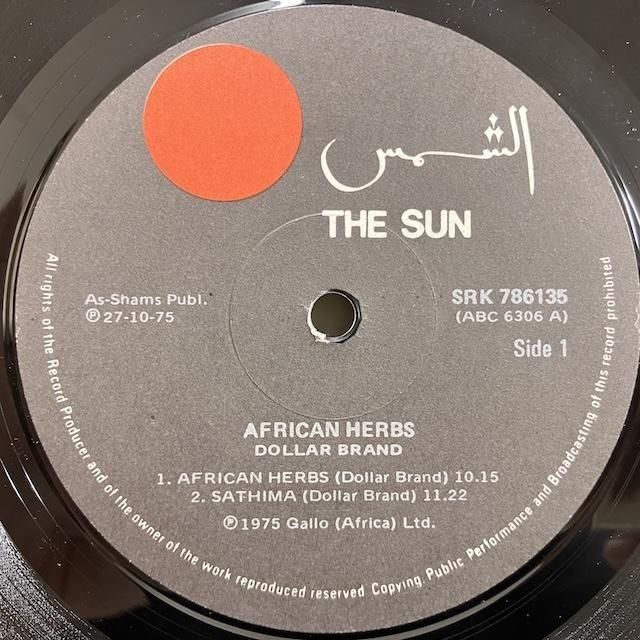 الشمس
THE SUN
As-Shams Publ.
℗ 27-10-75
SRK 786135
(ABC 6306 A)
Side 1
AFRICAN HERBS
DOLLAR BRAND
1. AFRICAN HERBS (Dollar Brand) 10.15
2. SATHIMA (Dollar Brand) 11.22
℗ 1975 Gallo (Africa) Ltd.
All rights of the Record Producer and of the owner of the work reproduced reserved Copying Public Performance and Broadcasting of this record prohibited